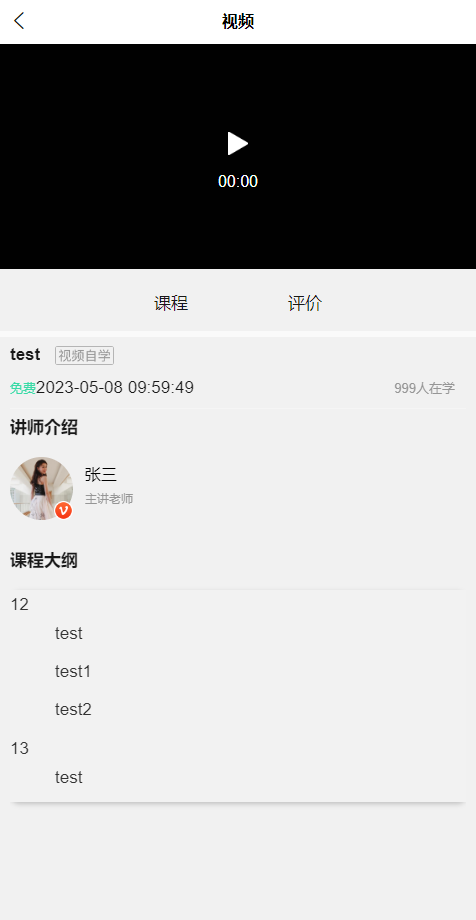 视频
00:00
课程 评价
test 视频自学
免费2023-05-08 09:59:49 999人在学
讲师介绍
张三
主讲老师
课程大纲
12
test
test1
test2
13
test